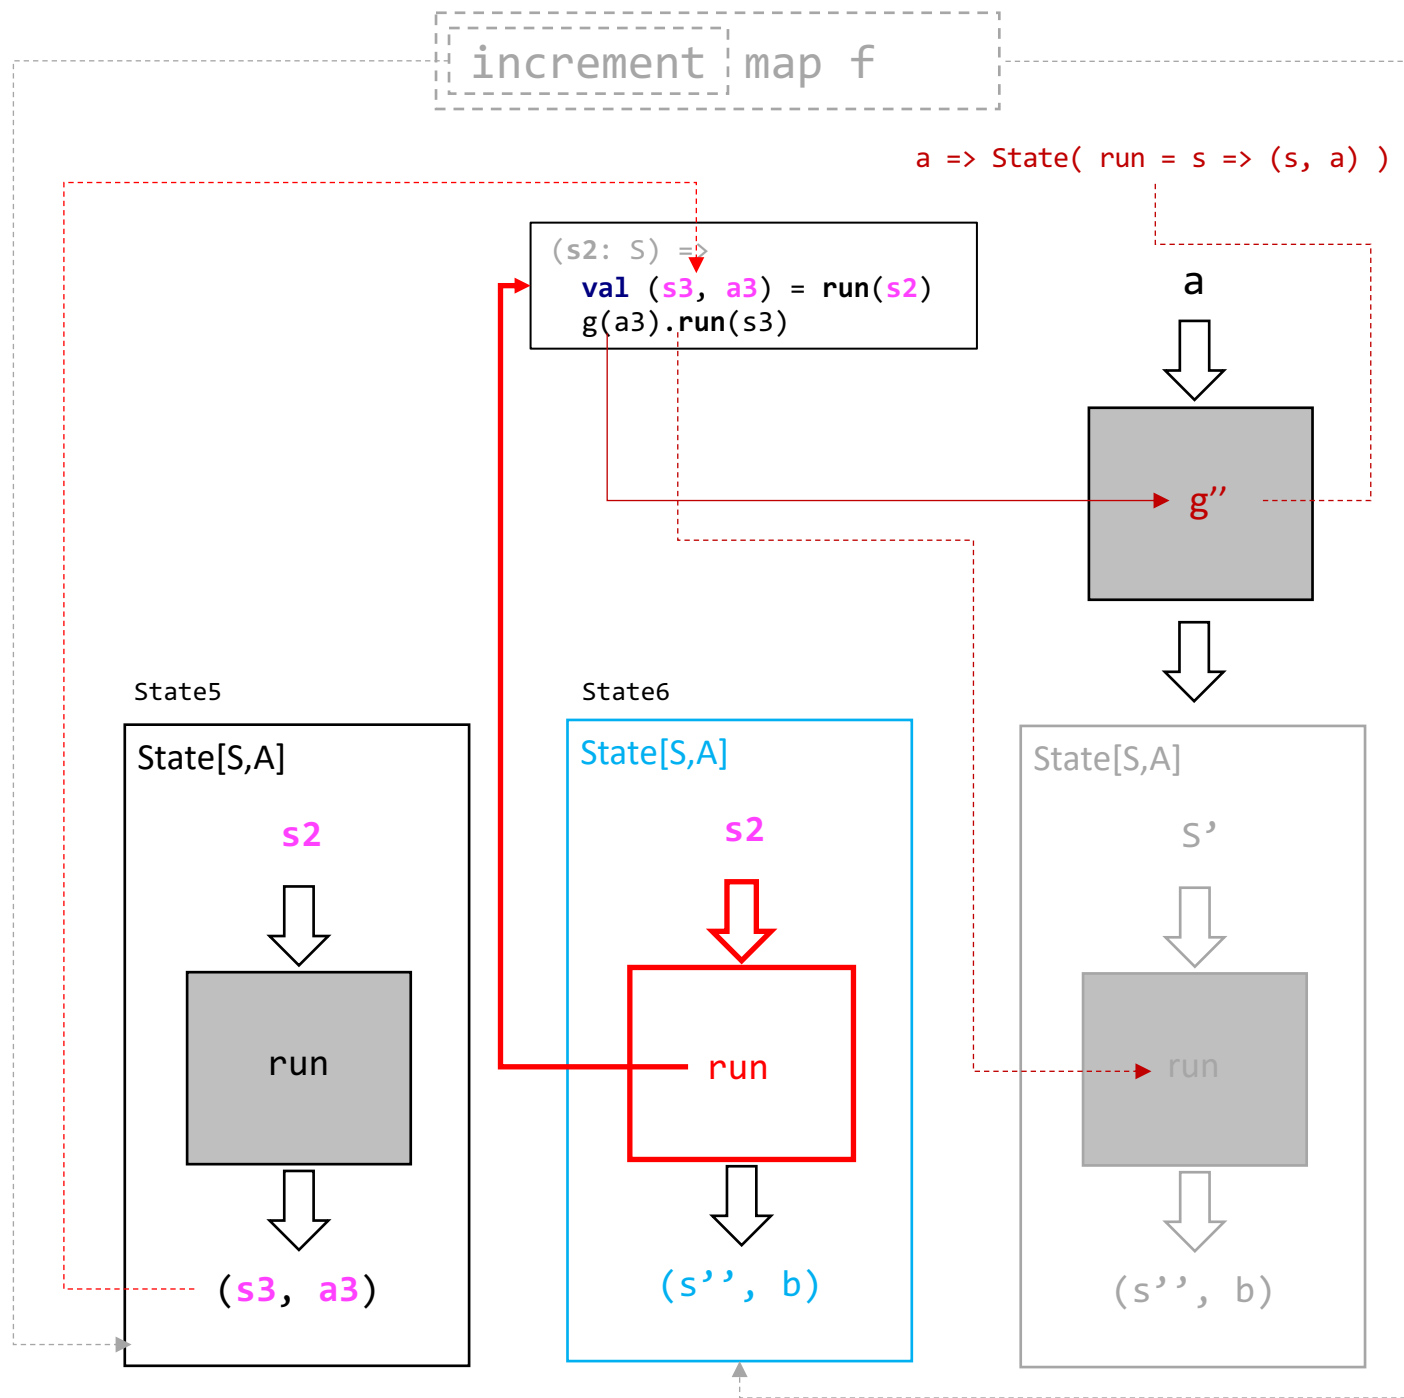 increment map f
a => State( run = s => (s, a) )
(s2: S) =>
val (s3, a3) = run(s2)
g(a3).run(s3)
a
g’’
State5
State[S,A]
s2
run
(s3, a3)
State6
State[S,A]
s2
run
(s’’, b)
State[S,A]
S’
run
(s’’, b)